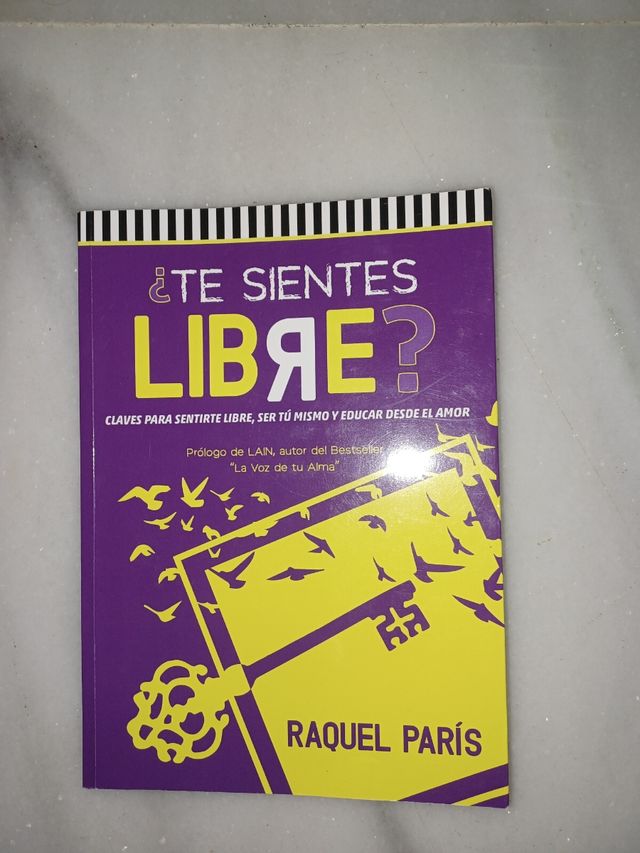 ¿TE SIENTES
LIBRE?
CLAVES PARA SENTIRTE LIBRE, SER TÚ MISMO Y EDUCAR DESDE EL AMOR
Prólogo de LAIN, autor del Bestseller
"La Voz de tu Alma"
RAQUEL PARÍS